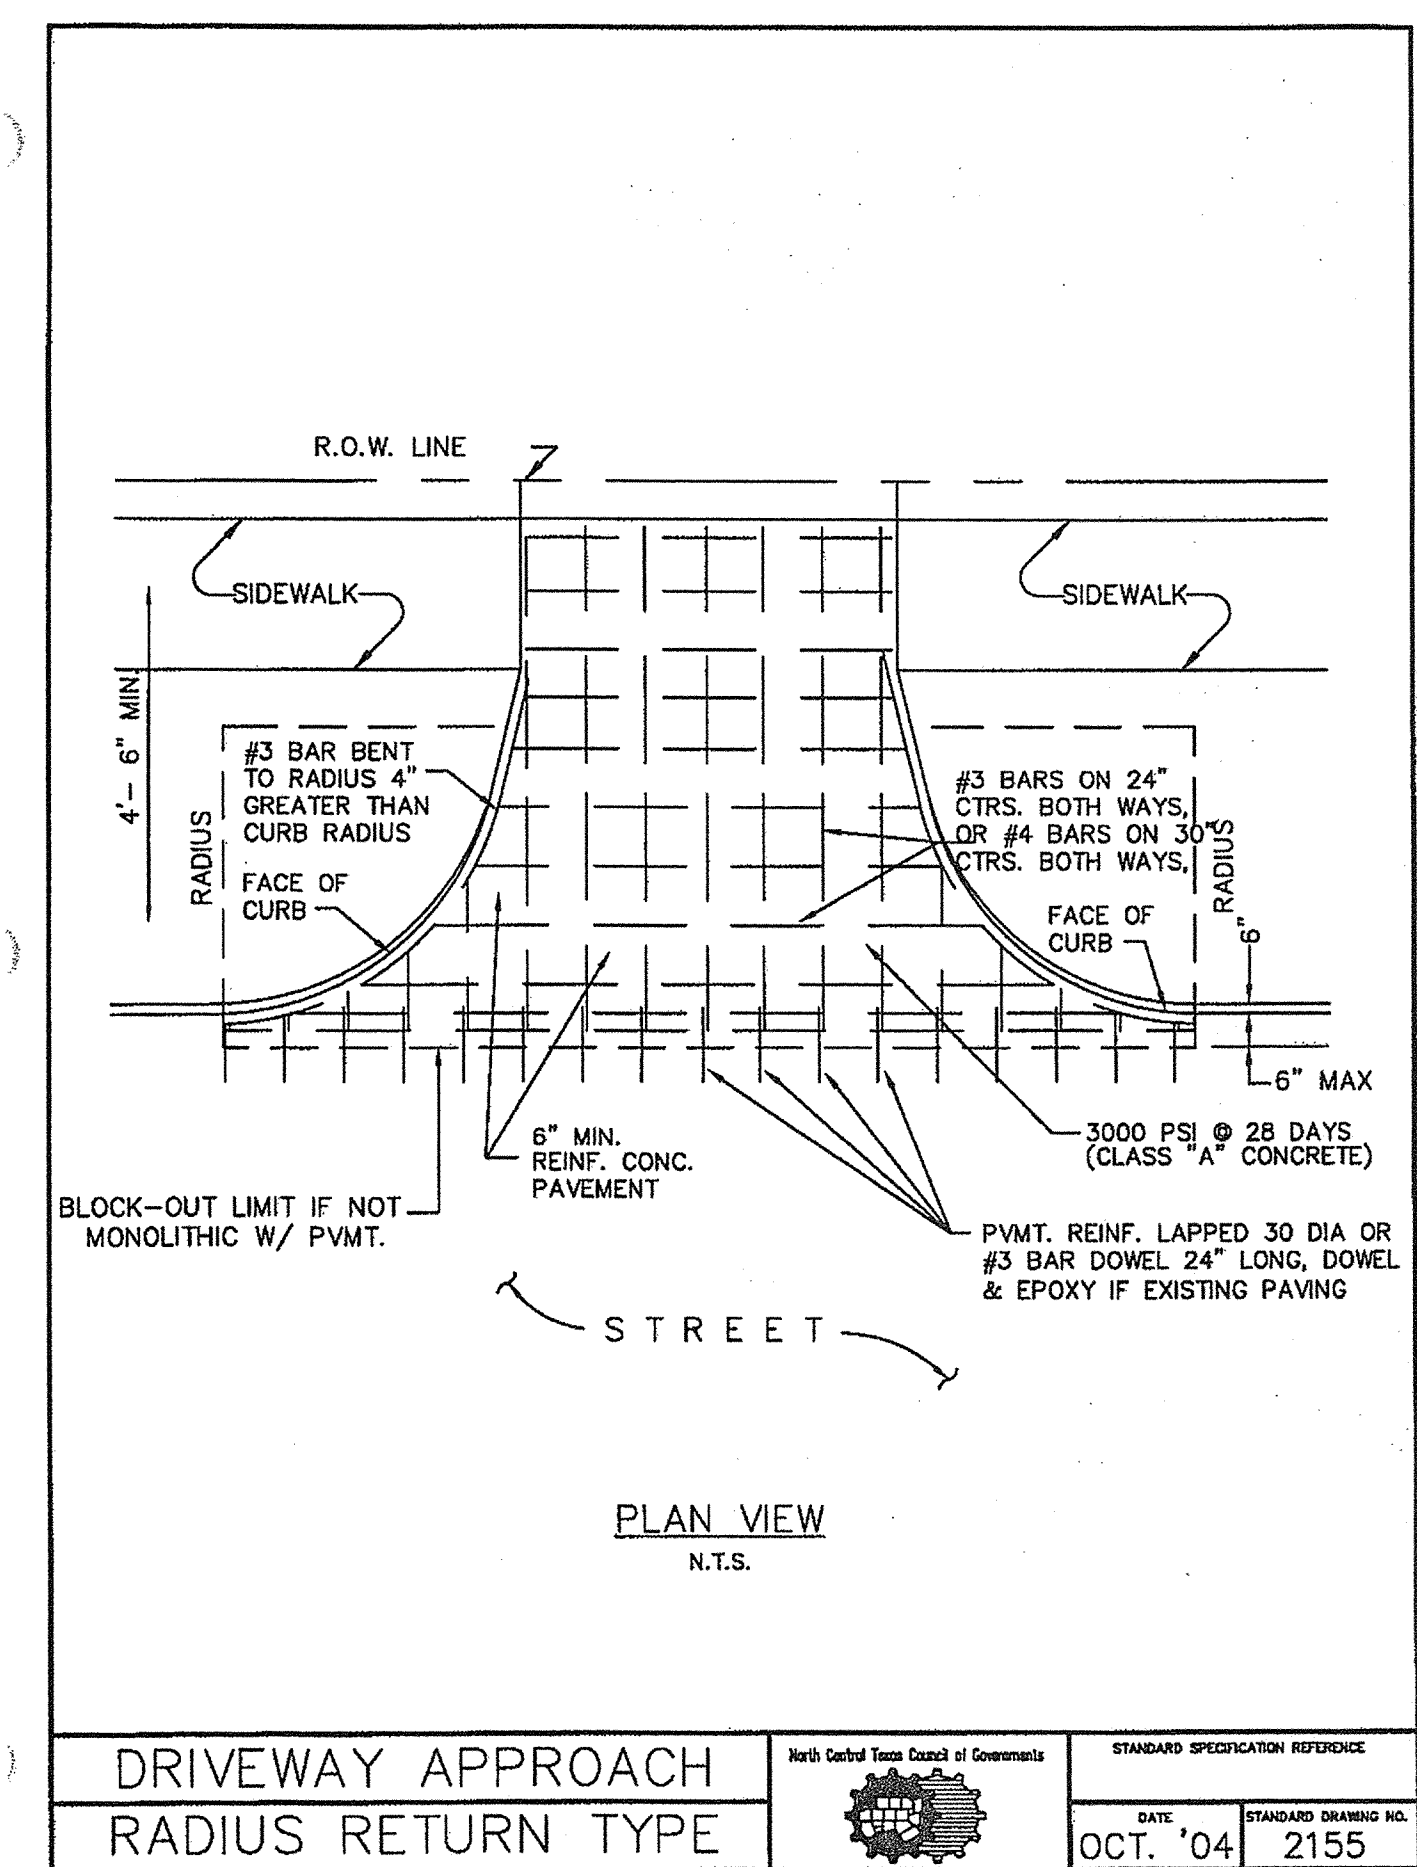 R.O.W. LINE
SIDEWALK
SIDEWALK
4'- 6" MIN.
#3 BAR BENT
TO RADIUS 4"
GREATER THAN
CURB RADIUS
RADIUS
FACE OF
CURB
#3 BARS ON 24"
CTRS. BOTH WAYS,
OR #4 BARS ON 30"
CTRS. BOTH WAYS,
RADIUS
FACE OF
CURB
6"
6" MAX
6" MIN.
REINF. CONC.
PAVEMENT
3000 PSI @ 28 DAYS
(CLASS "A" CONCRETE)
BLOCK-OUT LIMIT IF NOT
MONOLITHIC W/ PVMT.
PVMT. REINF. LAPPED 30 DIA OR
#3 BAR DOWEL 24" LONG, DOWEL
& EPOXY IF EXISTING PAVING
STREET
PLAN VIEW
N.T.S.
DRIVEWAY APPROACH
RADIUS RETURN TYPE
North Central Texas Council of Governments
STANDARD SPECIFICATION REFERENCE
DATE
OCT. '04
STANDARD DRAWING NO.
2155